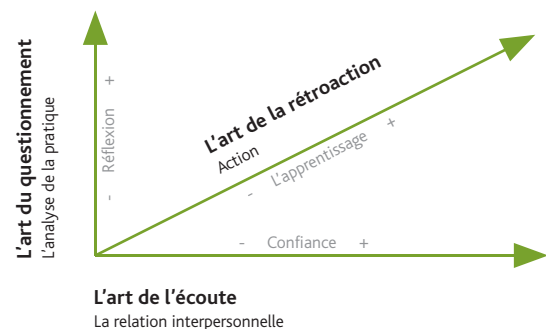 L'art du questionnement
L'analyse de la pratique
- Réflexion +
L'art de la rétroaction
Action
- L'apprentissage +
- Confiance +
L'art de l'écoute
La relation interpersonnelle